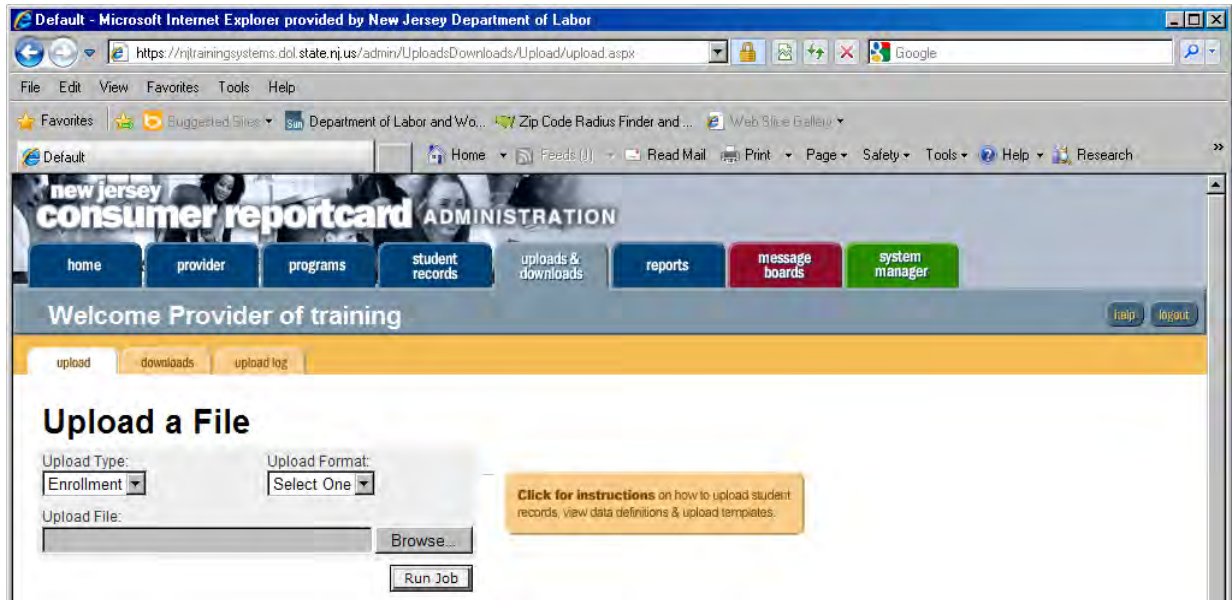 Default - Microsoft Internet Explorer provided by New Jersey Department of Labor
https://njtrainingsystems.dol.state.nj.us/admin/UploadsDownloads/Upload/upload.aspx
Google
File Edit View Favorites Tools Help
Favorites Suggested Sites Department of Labor and Wo... Zip Code Radius Finder and ... Web Slice Gallery
Default Home Feeds (J) Read Mail Print Page Safety Tools Help Research »
new jersey
consumer reportcard ADMINISTRATION
home provider programs student records uploads & downloads reports message boards system manager
Welcome Provider of training help logout
upload downloads upload log
Upload a File
Upload Type: Upload Format:
Enrollment Select One
Upload File:
Browse...
Run Job
Click for instructions on how to upload student
records, view data definitions & upload templates.